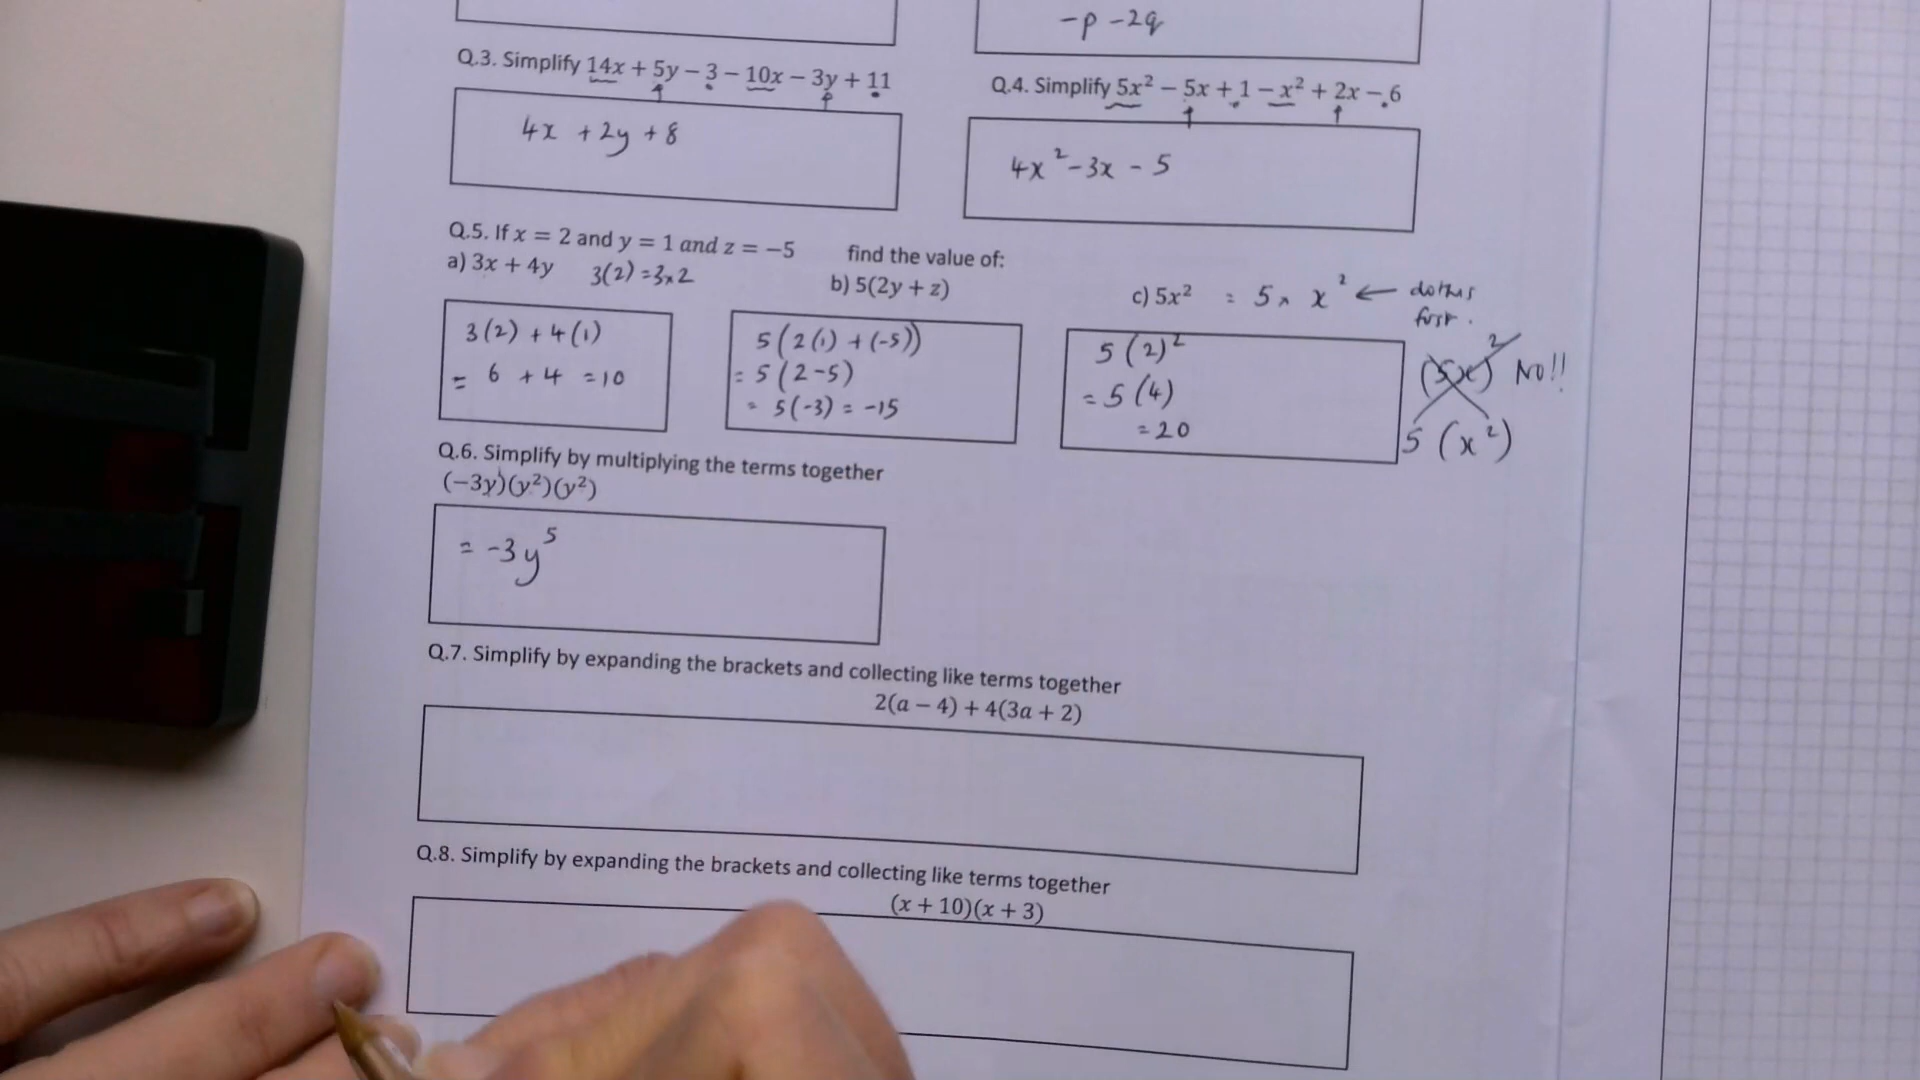 -p -2q
Q.3. Simplify 14x + 5y − 3 − 10x − 3y + 11
4x +2y +8
Q.4. Simplify 5x² − 5x + 1 − x² + 2x − 6
4x² -3x - 5
Q.5. If x = 2 and y = 1 and z = −5 find the value of:
a) 3x + 4y 3(2) = 3×2
3(2) + 4(1)
= 6 + 4 = 10
b) 5(2y + z)
5(2(1) + (-5))
= 5(2-5)
= 5(-3) = -15
c) 5x² = 5 × x² ← do this
first.
5(2)²
= 5(4)
= 20
(5x)² NO!!
5(x²)
Q.6. Simplify by multiplying the terms together
(−3y)(y²)(y²)
= -3y⁵
Q.7. Simplify by expanding the brackets and collecting like terms together
2(a − 4) + 4(3a + 2)
Q.8. Simplify by expanding the brackets and collecting like terms together
(x + 10)(x + 3)